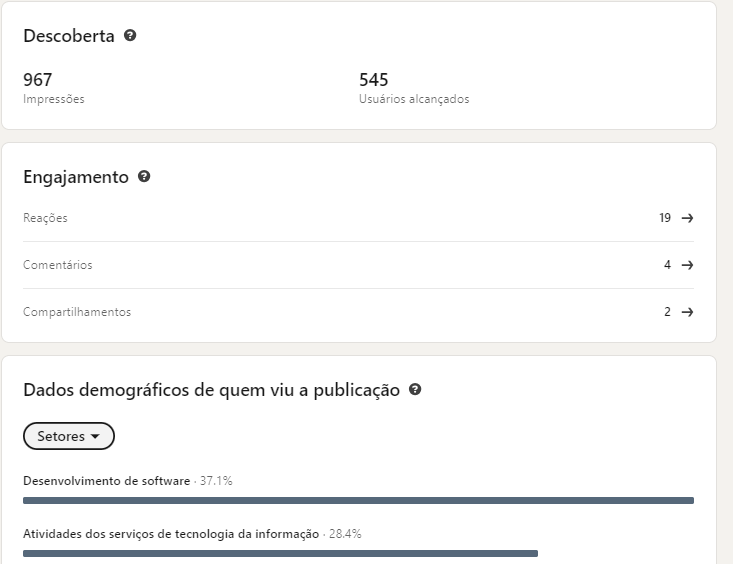 Descoberta
967 545
Impressões Usuários alcançados
Engajamento
Reações 19
Comentários 4
Compartilhamentos 2
Dados demográficos de quem viu a publicação
Setores
Desenvolvimento de software · 37.1%
Atividades dos serviços de tecnologia da informação · 28.4%